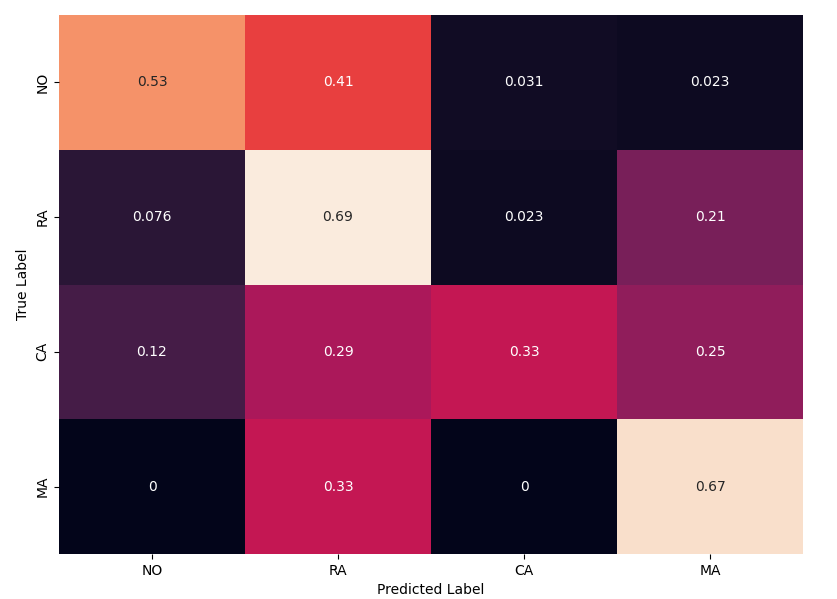 NO 0.53 0.41 0.031 0.023
RA 0.076 0.69 0.023 0.21
True Label
CA 0.12 0.29 0.33 0.25
MA 0 0.33 0 0.67
NO RA CA MA
Predicted Label